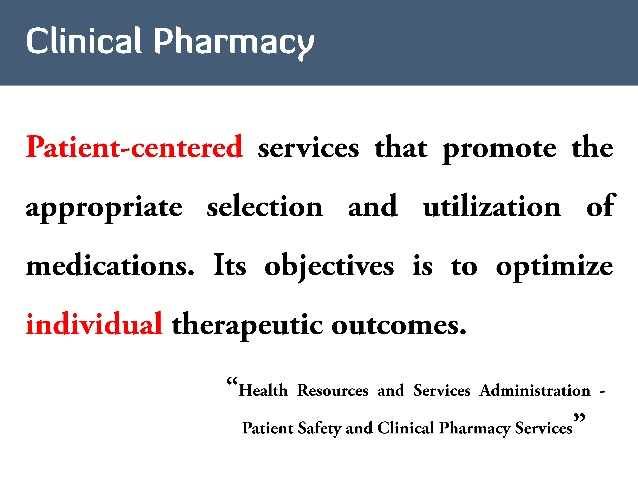 Clinical Pharmacy
Patient-centered services that promote the
appropriate selection and utilization of
medications. Its objectives is to optimize
individual therapeutic outcomes.
“Health Resources and Services Administration -
Patient Safety and Clinical Pharmacy Services”